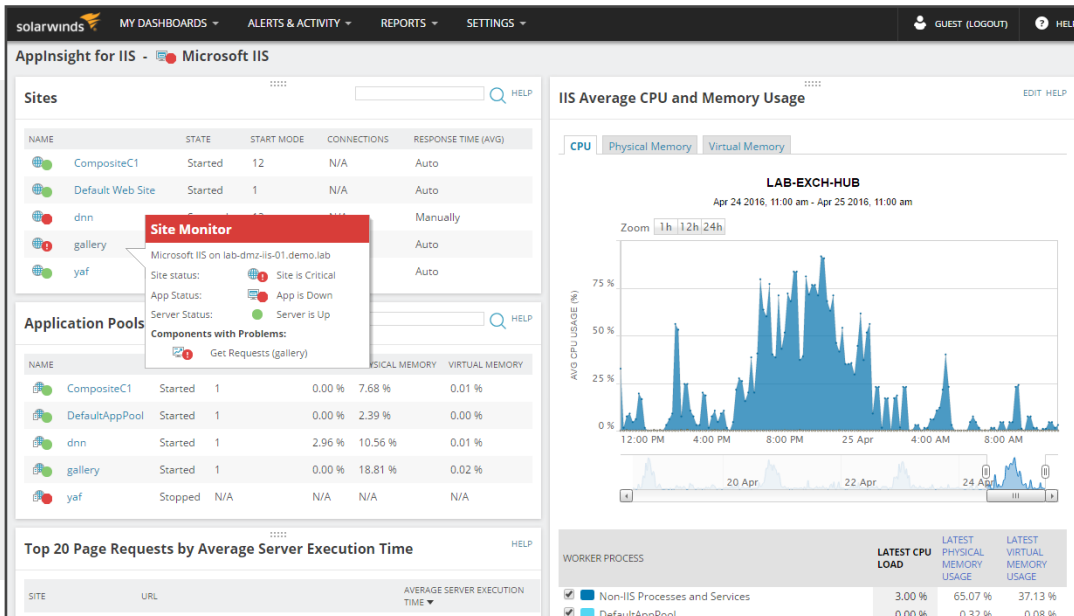 solarwinds MY DASHBOARDS ALERTS & ACTIVITY REPORTS SETTINGS GUEST (LOGOUT) ? HELP
AppInsight for IIS - Microsoft IIS
Sites HELP
NAME STATE START MODE CONNECTIONS RESPONSE TIME (AVG)
CompositeC1 Started 12 N/A Auto
Default Web Site Started 1 N/A Auto
dnn Manually
gallery Auto
yaf Auto
Site Monitor
Microsoft IIS on lab-dmz-iis-01.demo.lab
Site status: Site is Critical
App Status: App is Down
Server Status: Server is Up
Components with Problems:
Get Requests (gallery)
Application Pools HELP
NAME YSICAL MEMORY VIRTUAL MEMORY
CompositeC1 Started 1 0.00 % 7.68 % 0.01 %
DefaultAppPool Started 1 0.00 % 2.39 % 0.00 %
dnn Started 1 2.96 % 10.56 % 0.01 %
gallery Started 1 0.00 % 18.81 % 0.02 %
yaf Stopped N/A N/A N/A N/A
Top 20 Page Requests by Average Server Execution Time HELP
SITE URL AVERAGE SERVER EXECUTION
TIME
IIS Average CPU and Memory Usage EDIT HELP
CPU Physical Memory Virtual Memory
LAB-EXCH-HUB
Apr 24 2016, 11:00 am - Apr 25 2016, 11:00 am
Zoom 1h 12h 24h
AVG CPU USAGE (%)
75 %
50 %
25 %
0 %
12:00 PM 4:00 PM 8:00 PM 25 Apr 4:00 AM 8:00 AM
20 Apr 22 Apr 24 Apr
WORKER PROCESS LATEST CPU LOAD LATEST PHYSICAL MEMORY USAGE LATEST VIRTUAL MEMORY USAGE
Non-IIS Processes and Services 3.00 % 65.07 % 37.13 %
DefaultAppPool 0.00 % 0.32 % 0.08 %